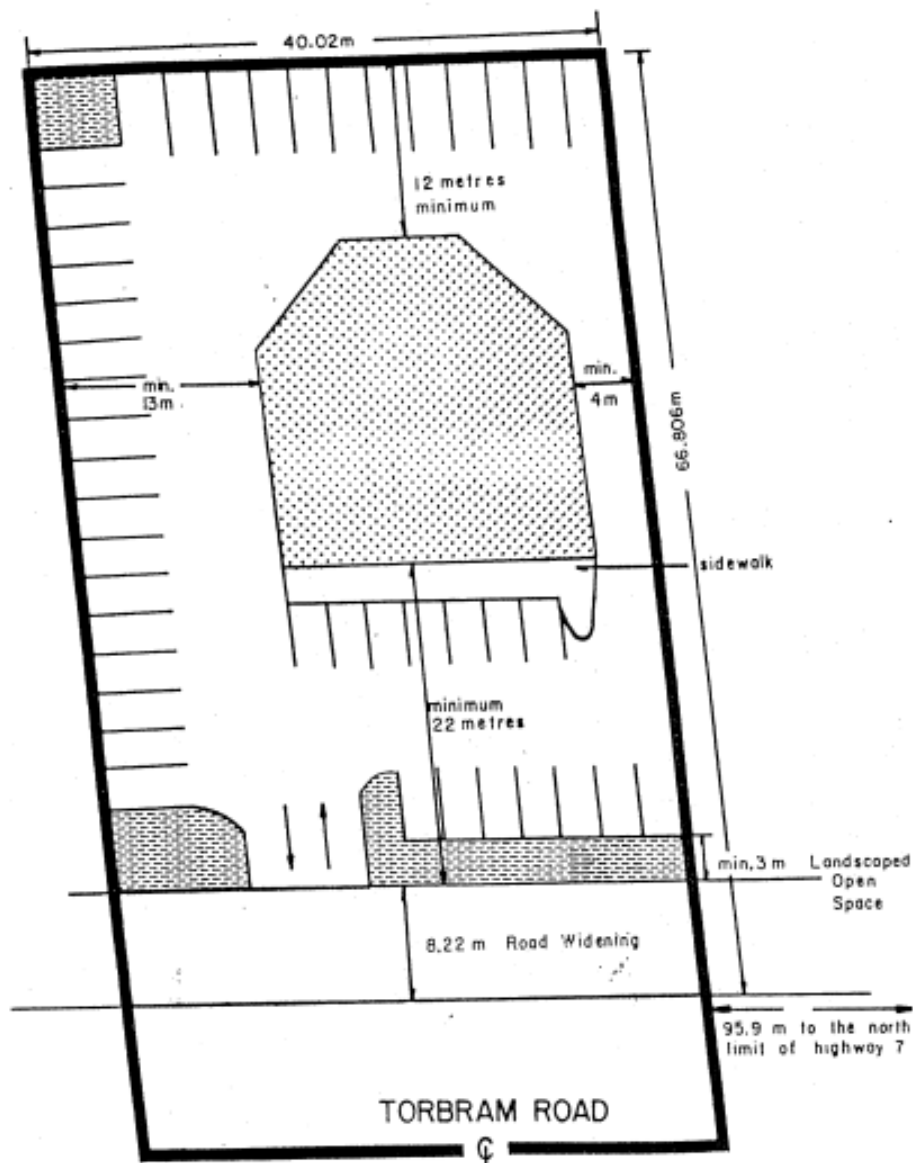 40.02m
12 metres
minimum
min.
13m
min.
4m
66.806m
sidewalk
minimum
22 metres
min. 3 m Landscaped
Open
Space
8.22 m Road Widening
95.9 m to the north
limit of highway 7
TORBRAM ROAD
℄